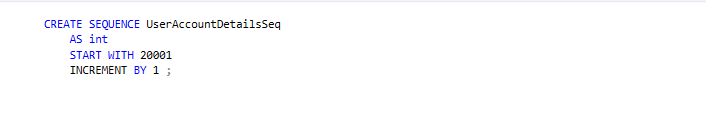 CREATE SEQUENCE UserAccountDetailsSeq
AS int
START WITH 20001
INCREMENT BY 1 ;